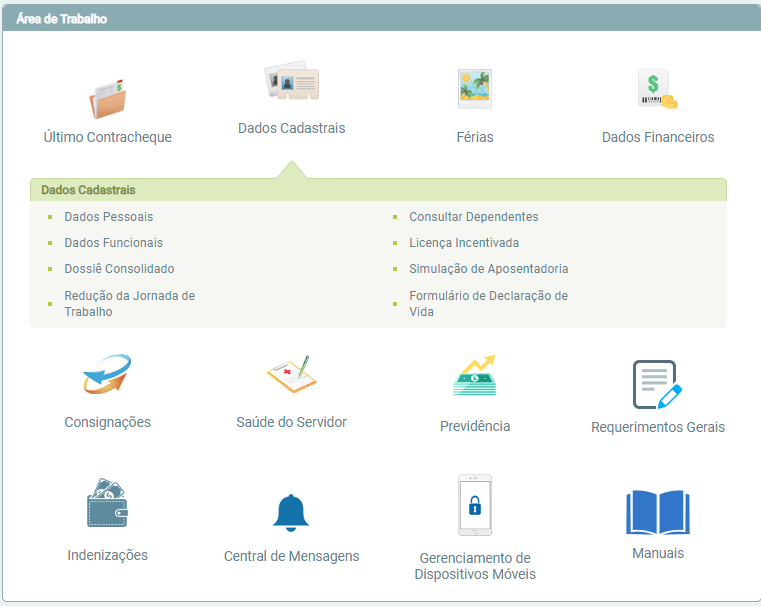 Área de Trabalho
Último Contracheque
Dados Cadastrais
Férias
Dados Financeiros
Dados Cadastrais
Dados Pessoais
Consultar Dependentes
Dados Funcionais
Licença Incentivada
Dossiê Consolidado
Simulação de Aposentadoria
Redução da Jornada de
Trabalho
Formulário de Declaração de
Vida
Consignações
Saúde do Servidor
Previdência
Requerimentos Gerais
Indenizações
Central de Mensagens
Gerenciamento de
Dispositivos Móveis
Manuais